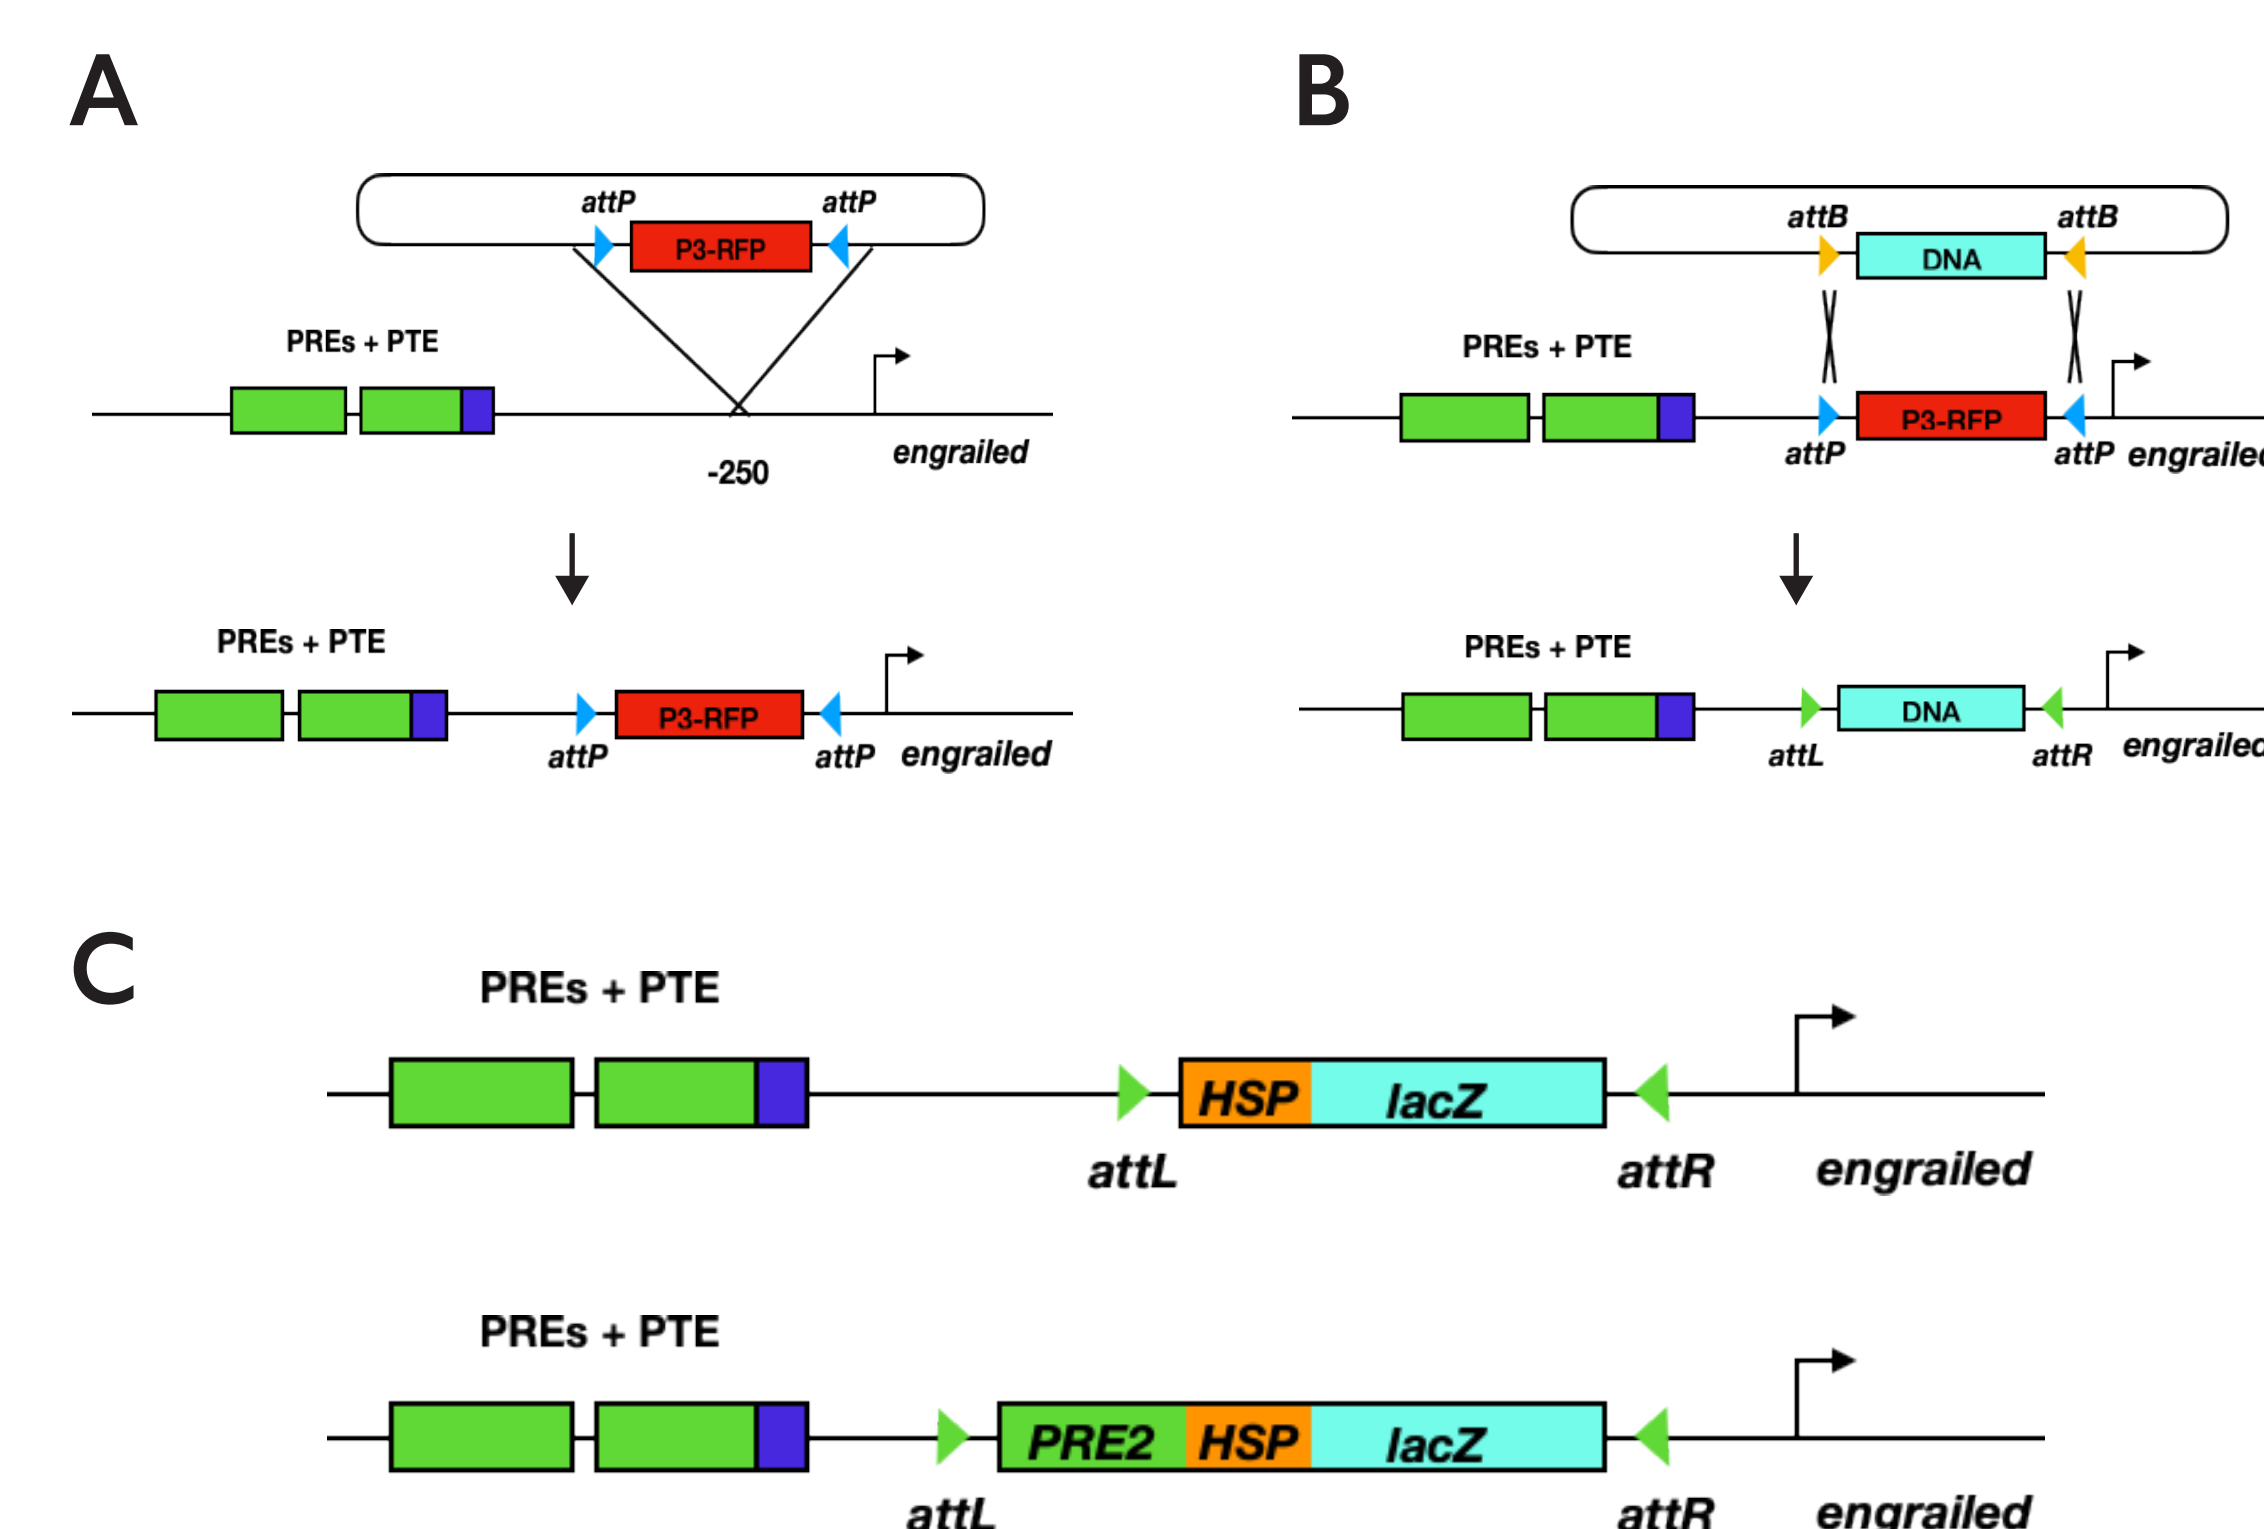 A
attP attP
P3-RFP
PREs + PTE
-250
engrailed
PREs + PTE
P3-RFP
attP attP engrailed
B
attB attB
DNA
PREs + PTE
P3-RFP
attP attP engrailed
PREs + PTE
DNA
attL attR engrailed
C
PREs + PTE
HSP lacZ
attL attR engrailed
PREs + PTE
PRE2 HSP lacZ
attL attR engrailed